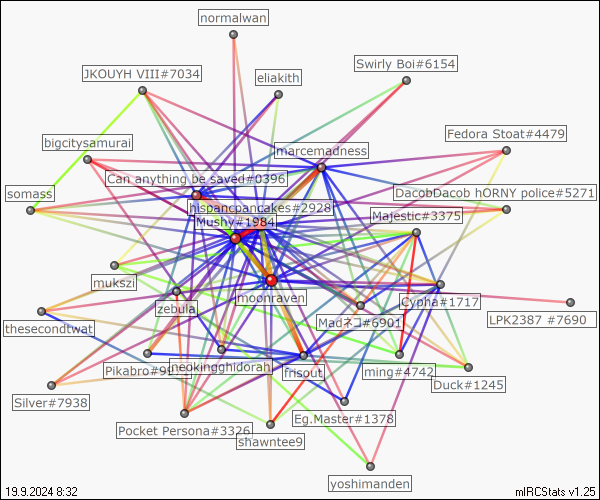 normalwan
Swirly Boi#6154
JKOUYH VIII#7034
eliakith
Fedora Stoat#4479
bigcitysamurai
marcemadness
Can anything be saved#0396
DacobDacob hORNY police#5271
somass
hispancpancakes#2928
Majestic#3375
Mushy#1984
mukszi
moonraven
Cypha#1717
zebula
LPK2387 #7690
Madネコ#6901
thesecondtwat
Pikabro#99
neokingghidorah
frisout
ming#4742
Duck#1245
Silver#7938
Eg.Master#1378
Pocket Persona#3326
shawntee9
yoshimanden
19.9.2024 8:32
mIRCStats v1.25